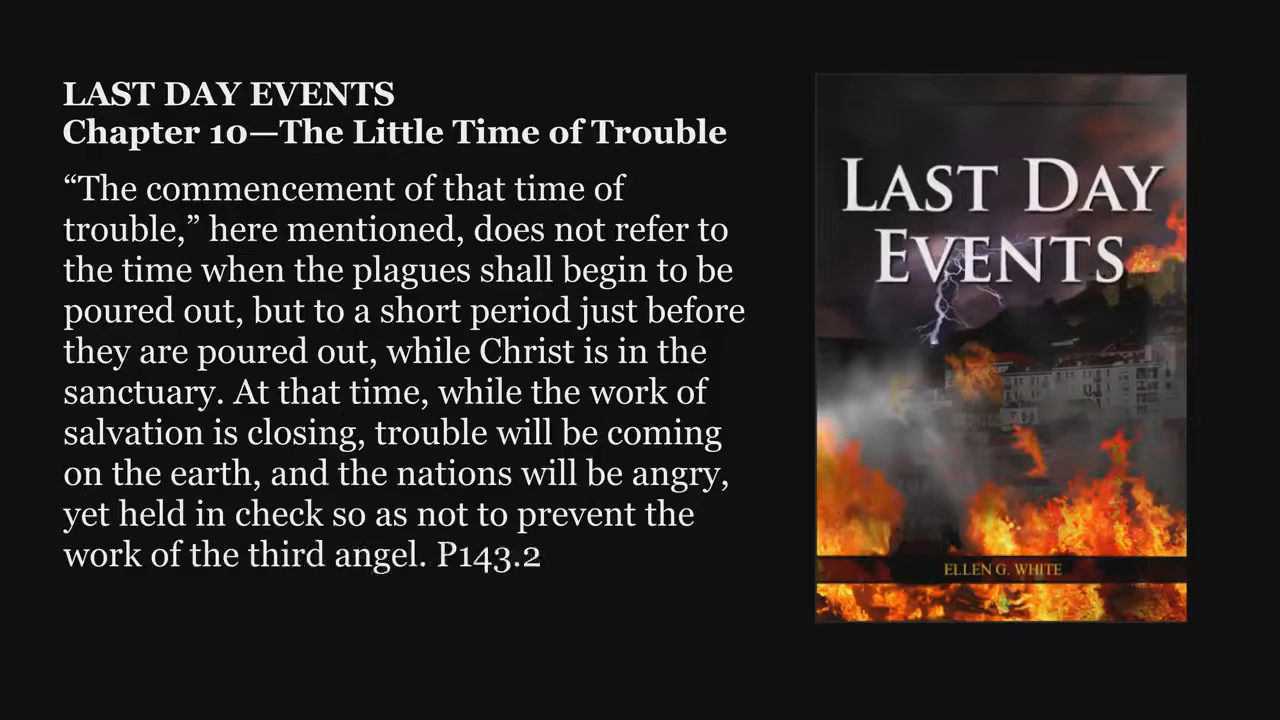 LAST DAY EVENTS
Chapter 10—The Little Time of Trouble
“The commencement of that time of
trouble,” here mentioned, does not refer to
the time when the plagues shall begin to be
poured out, but to a short period just before
they are poured out, while Christ is in the
sanctuary. At that time, while the work of
salvation is closing, trouble will be coming
on the earth, and the nations will be angry,
yet held in check so as not to prevent the
work of the third angel. P143.2
LAST DAY
EVENTS
ELLEN G. WHITE